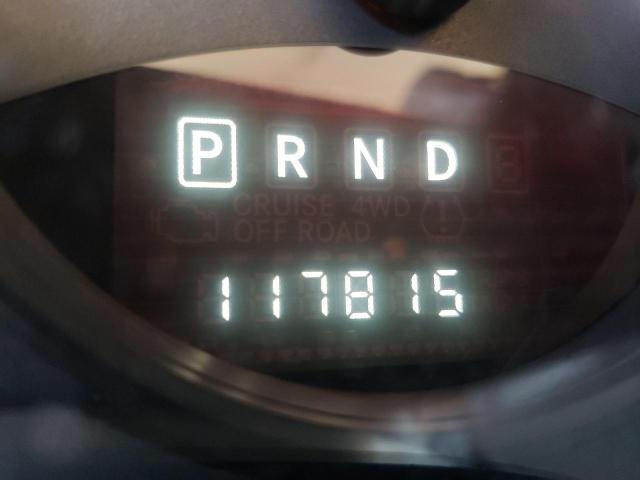 P R N D E
CRUISE 4WD
OFF ROAD
117815